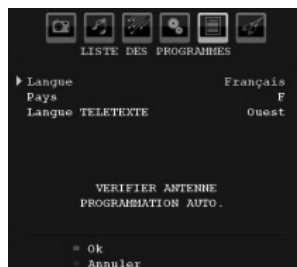 LISTE DES PROGRAMMES
Langue Français
Pays F
Langue TELETEXTE Ouest
VERIFIER ANTENNE
PROGRAMMATION AUTO.
Ok
Annuler